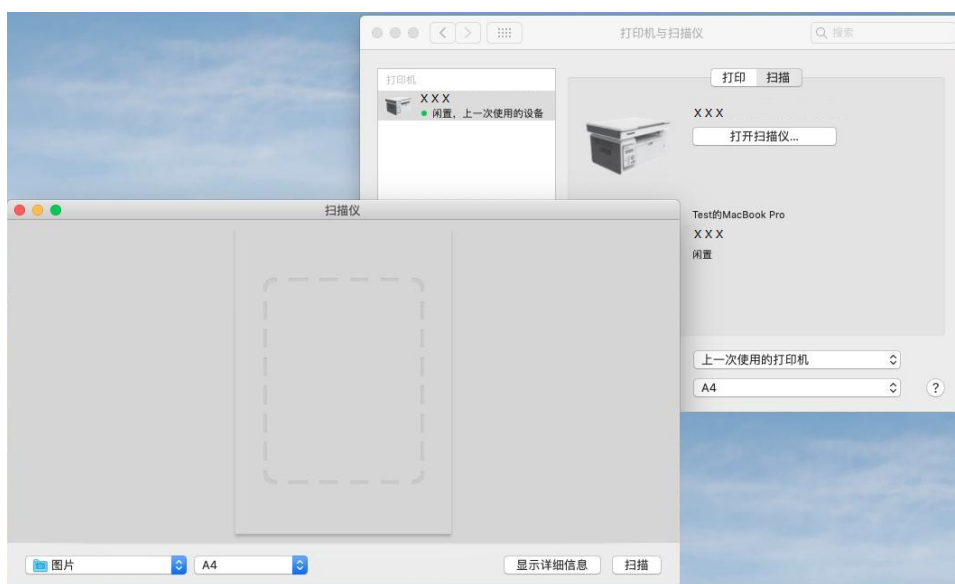 打印机与扫描仪
搜索
打印机
打印 扫描
X X X
闲置，上一次使用的设备
X X X
打开扫描仪...
扫描仪
Test的MacBook Pro
X X X
闲置
上一次使用的打印机
A4
?
图片
A4
显示详细信息
扫描